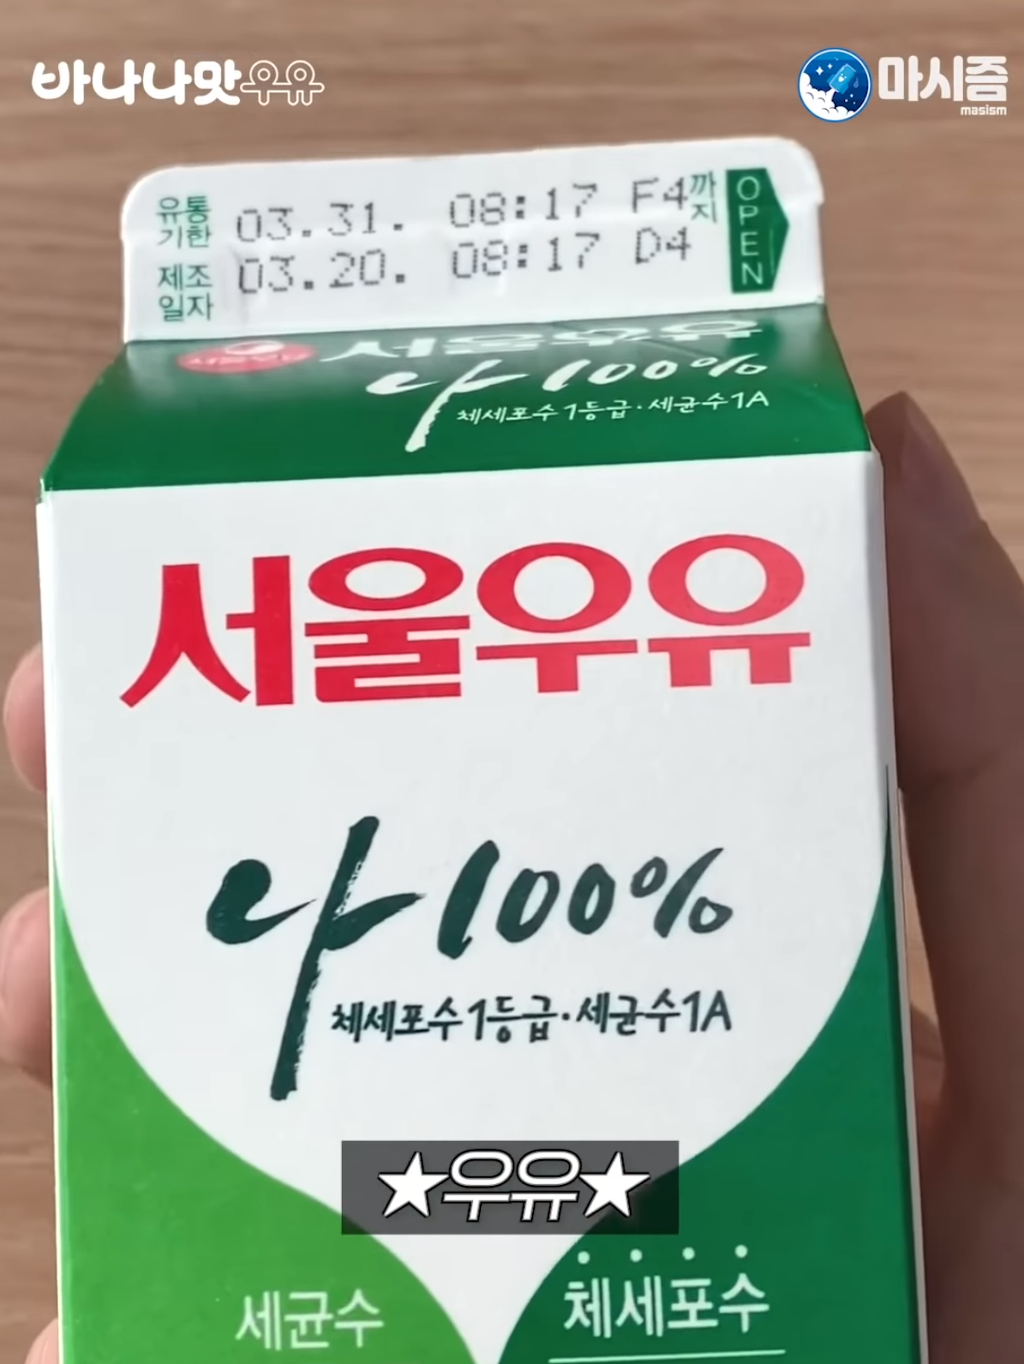 바나나맛우유
마시즘
masism
유통기한 03.31. 08:17 F4까지
제조일자 03.20. 08:17 D4
OPEN
서울우유
나100%
체세포수1등급·세균수1A
서울우유
나100%
체세포수1등급·세균수1A
★우유★
세균수
체세포수